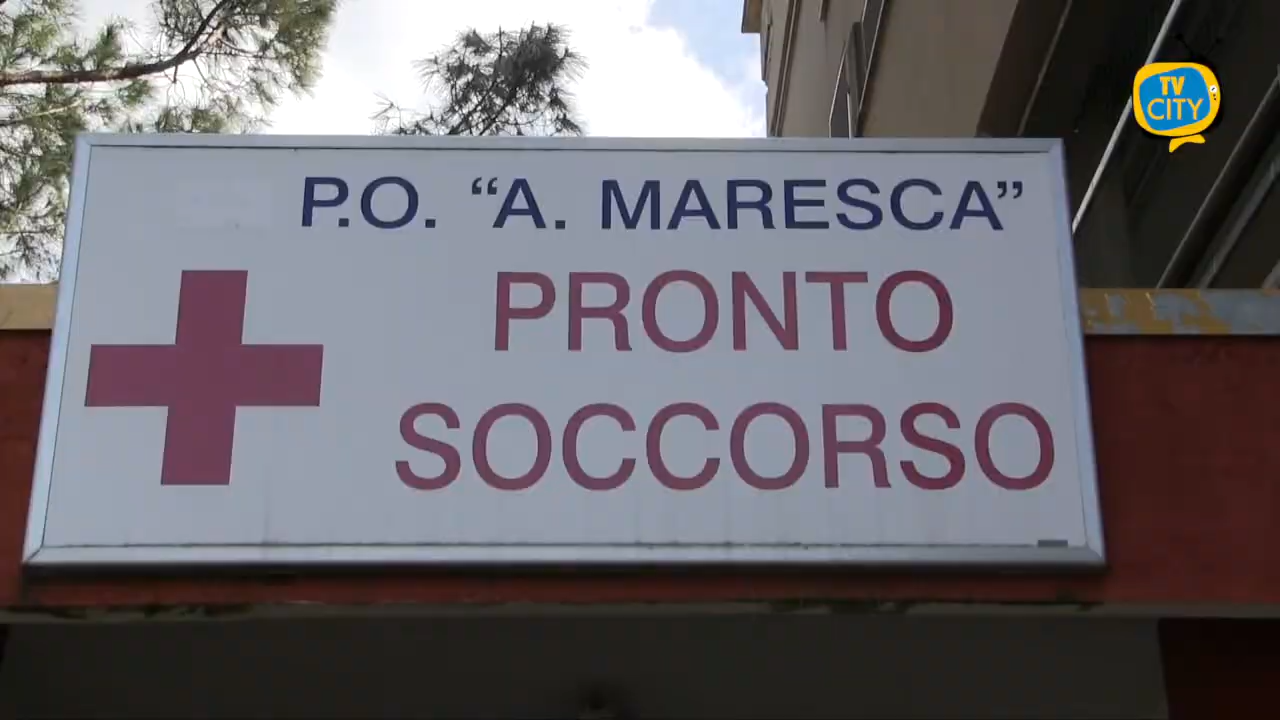 TV
CITY
P.O. “A. MARESCA”
PRONTO
SOCCORSO